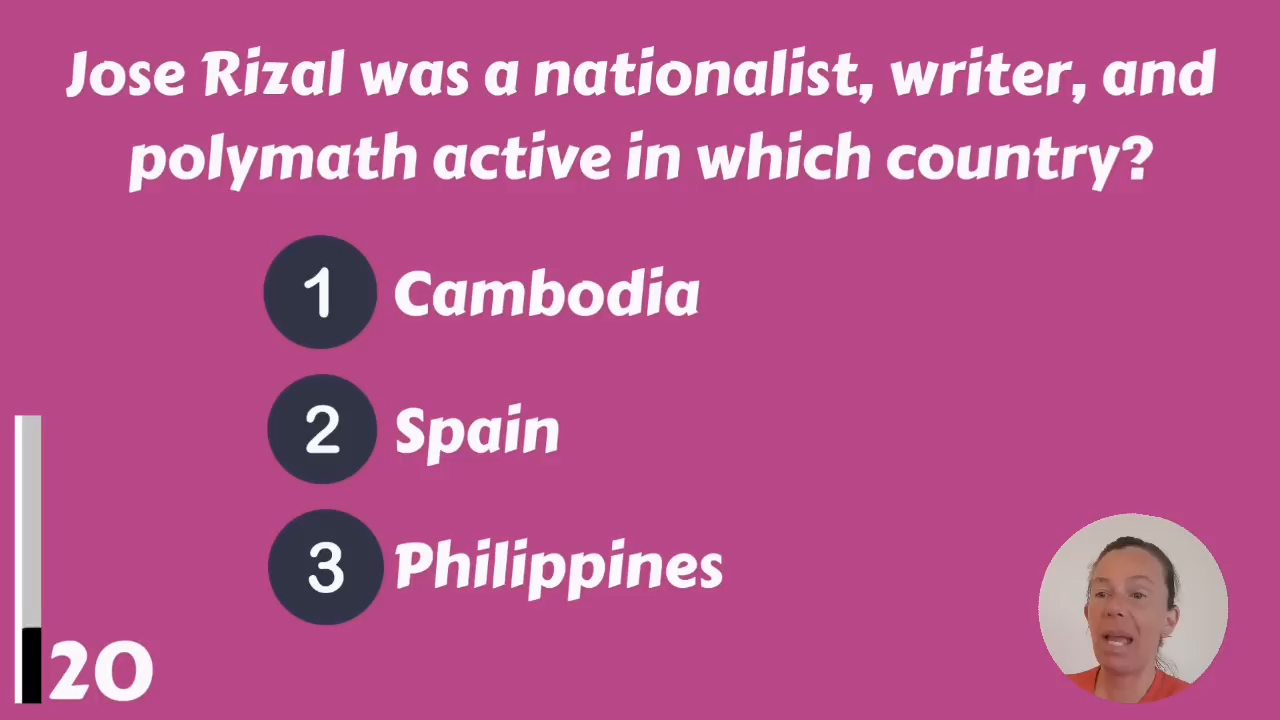 Jose Rizal was a nationalist, writer, and
polymath active in which country?
1 Cambodia
2 Spain
3 Philippines
20